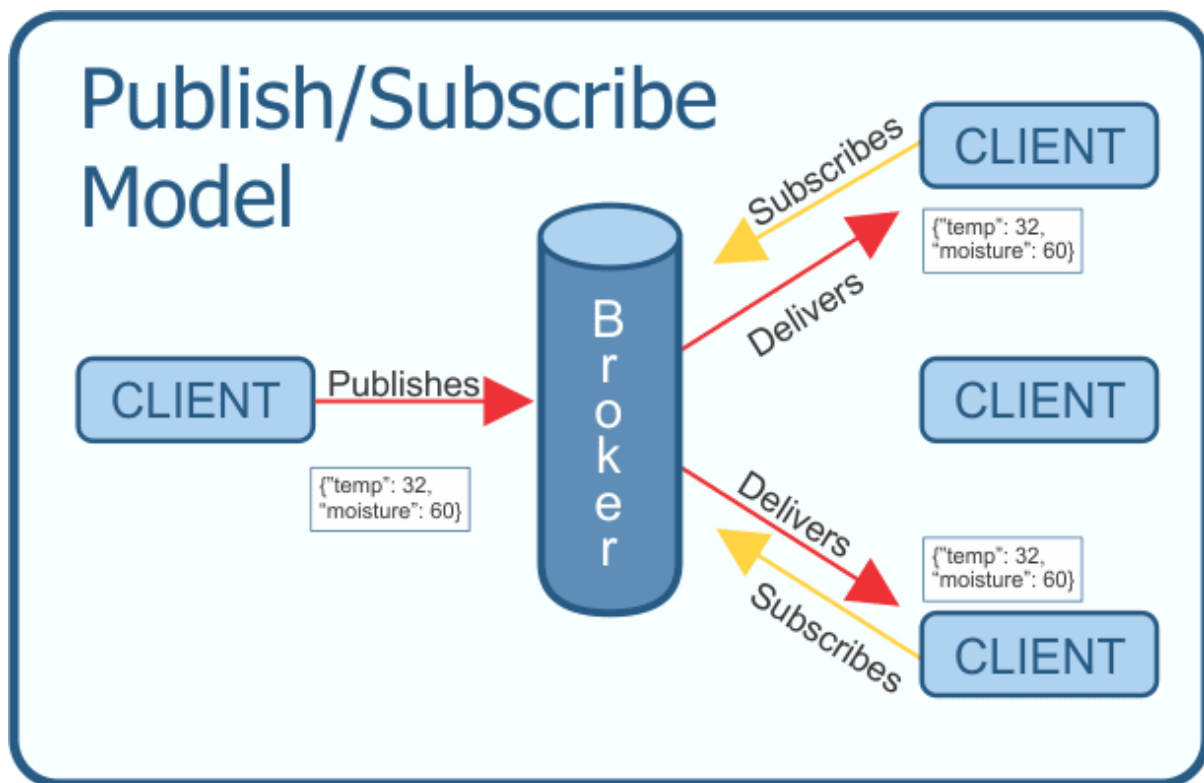 Publish/Subscribe
Model
CLIENT
Publishes
{"temp": 32,
“moisture”: 60}
Broker
Subscribes
Delivers
CLIENT
{"temp": 32,
“moisture”: 60}
CLIENT
Delivers
Subscribes
{"temp": 32,
“moisture”: 60}
CLIENT